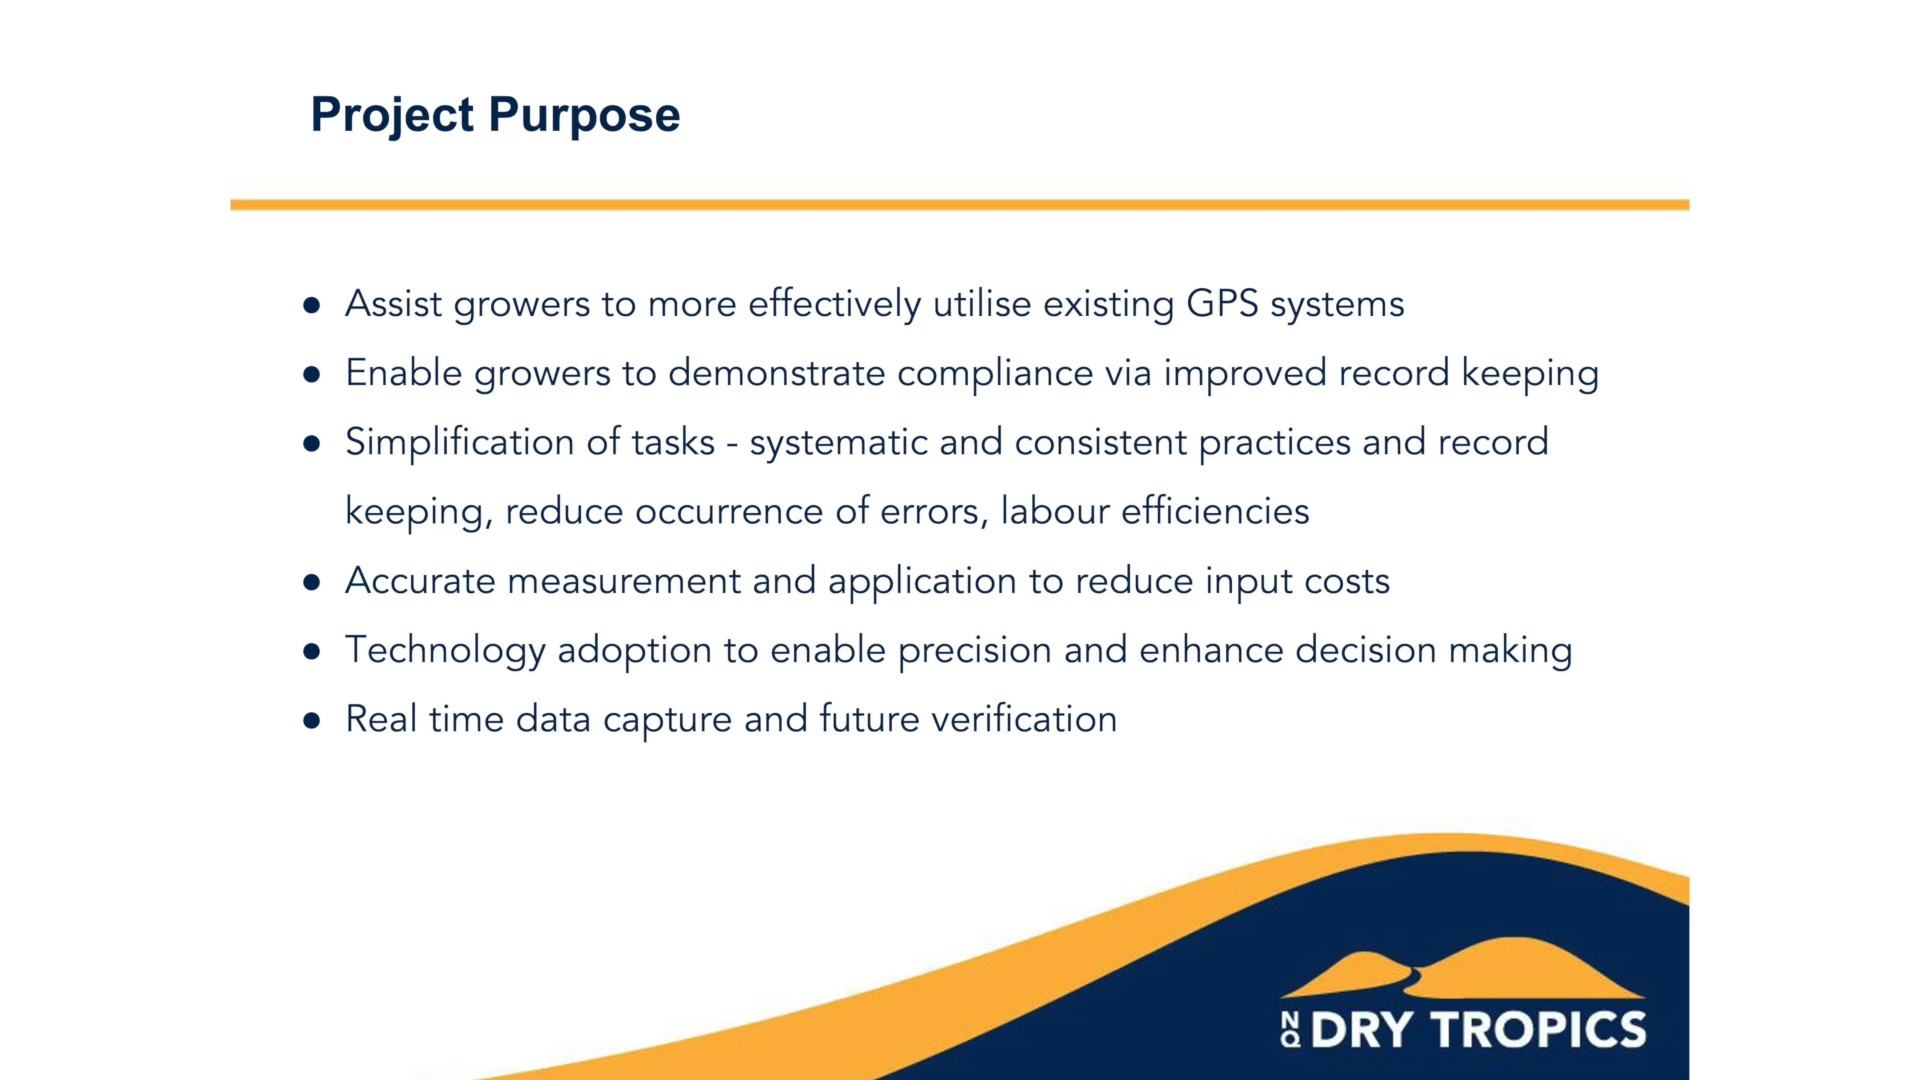 Project Purpose
● Assist growers to more effectively utilise existing GPS systems
● Enable growers to demonstrate compliance via improved record keeping
● Simplification of tasks - systematic and consistent practices and record
keeping, reduce occurrence of errors, labour efficiencies
● Accurate measurement and application to reduce input costs
● Technology adoption to enable precision and enhance decision making
● Real time data capture and future verification
NQ DRY TROPICS